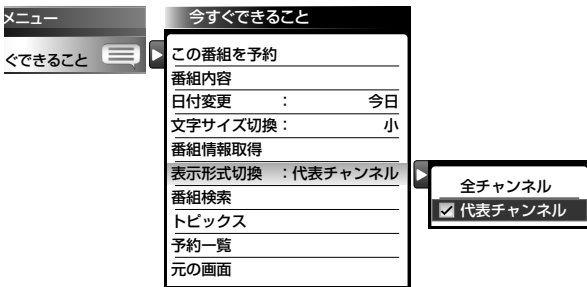 メニュー
ぐできること
今すぐできること
この番組を予約
番組内容
日付変更 : 今日
文字サイズ切換 : 小
番組情報取得
表示形式切換 : 代表チャンネル
番組検索
トピックス
予約一覧
元の画面
全チャンネル
代表チャンネル